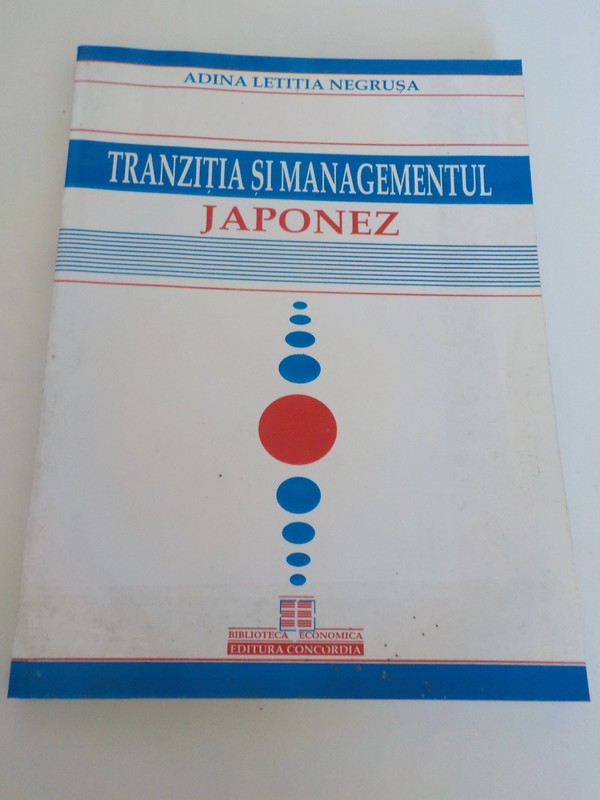 ADINA LETIȚIA NEGRUȘA
TRANZIȚIA ȘI MANAGEMENTUL
JAPONEZ
BIBLIOTECA ECONOMICA
EDITURA CONCORDIA